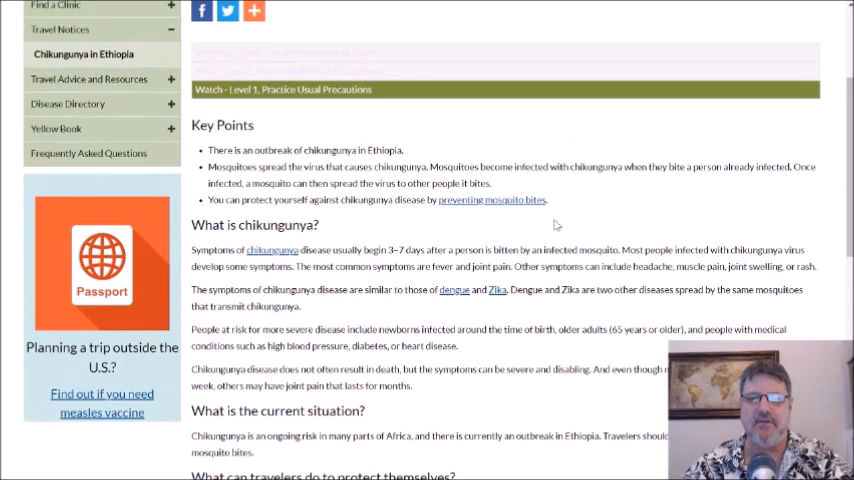 Find a Clinic
Travel Notices
Chikungunya in Ethiopia
Travel Advice and Resources
Disease Directory
Yellow Book
Frequently Asked Questions
Passport
Planning a trip outside the
U.S.?
Find out if you need
measles vaccine
Watch - Level 1, Practice Usual Precautions
Key Points
There is an outbreak of chikungunya in Ethiopia.
Mosquitoes spread the virus that causes chikungunya. Mosquitoes become infected with chikungunya when they bite a person already infected. Once
infected, a mosquito can then spread the virus to other people it bites.
You can protect yourself against chikungunya disease by preventing mosquito bites.
What is chikungunya?
Symptoms of chikungunya disease usually begin 3–7 days after a person is bitten by an infected mosquito. Most people infected with chikungunya virus
develop some symptoms. The most common symptoms are fever and joint pain. Other symptoms can include headache, muscle pain, joint swelling, or rash.
The symptoms of chikungunya disease are similar to those of dengue and Zika. Dengue and Zika are two other diseases spread by the same mosquitoes
that transmit chikungunya.
People at risk for more severe disease include newborns infected around the time of birth, older adults (65 years or older), and people with medical
conditions such as high blood pressure, diabetes, or heart disease.
Chikungunya disease does not often result in death, but the symptoms can be severe and disabling. And even though
week, others may have joint pain that lasts for months.
What is the current situation?
Chikungunya is an ongoing risk in many parts of Africa, and there is currently an outbreak in Ethiopia. Travelers should
mosquito bites.
What can travelers do to protect themselves?